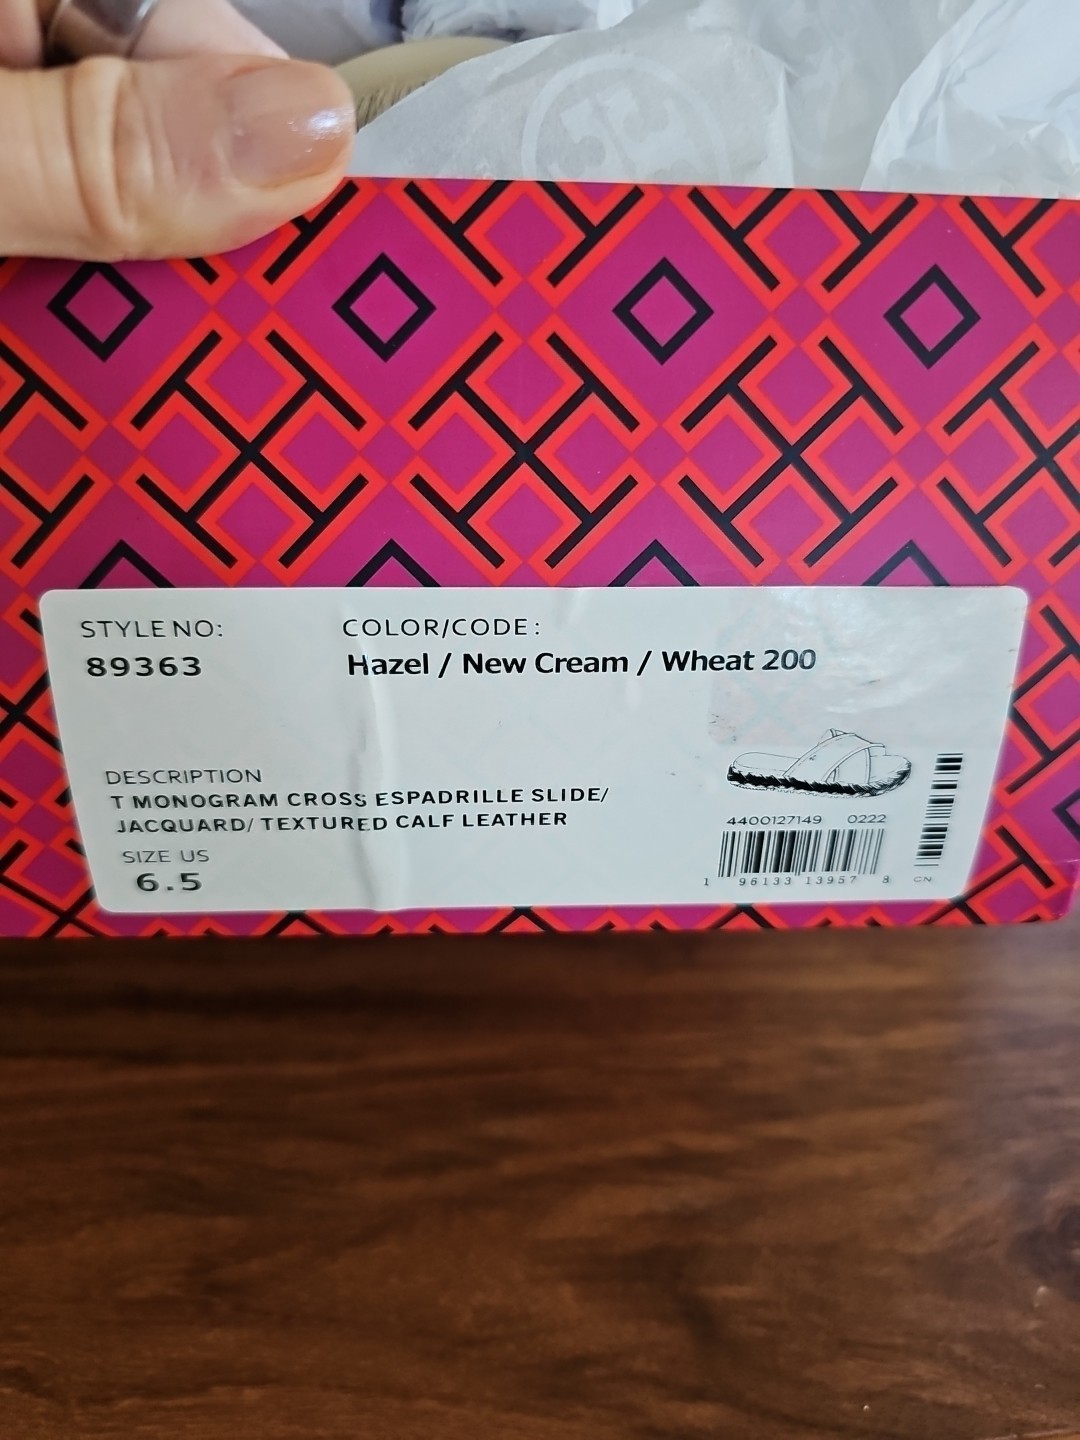 STYLE NO:
89363
COLOR/CODE:
Hazel / New Cream / Wheat 200
DESCRIPTION
T MONOGRAM CROSS ESPADRILLE SLIDE/
JACQUARD/ TEXTURED CALF LEATHER
SIZE US
6.5
4400127149 0222
1 96133 13957 8
CN